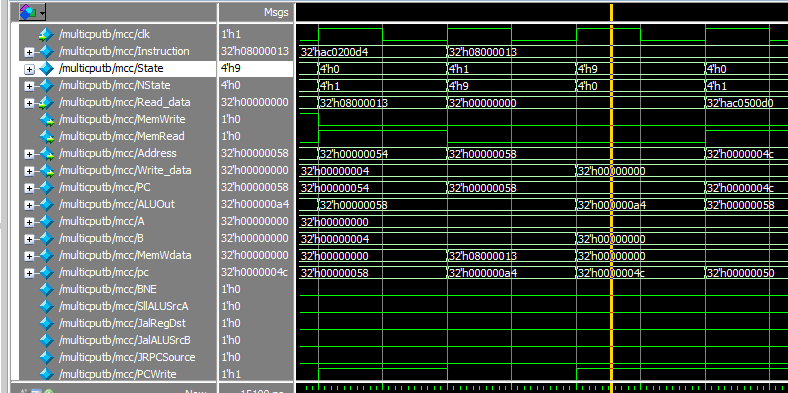 Msgs
/multicputb/mcc/clk 1'h1
/multicputb/mcc/Instruction 32'h08000013 32'hac0200d4 32'h08000013
/multicputb/mcc/State 4'h9 4'h0 4'h1 4'h9 4'h0
/multicputb/mcc/NState 4'h0 4'h1 4'h9 4'h0 4'h1
/multicputb/mcc/Read_data 32'h00000000 32'h08000013 32'h00000000 32'hac0500d0
/multicputb/mcc/MemWrite 1'h0
/multicputb/mcc/MemRead 1'h0
/multicputb/mcc/Address 32'h00000058 32'h00000054 32'h00000058 32'h0000004c
/multicputb/mcc/Write_data 32'h00000000 32'h00000004 32'h00000000
/multicputb/mcc/PC 32'h00000058 32'h00000054 32'h00000058 32'h0000004c
/multicputb/mcc/ALUOut 32'h000000a4 32'h00000058 32'h000000a4 32'h00000058
/multicputb/mcc/A 32'h00000000 32'h00000000
/multicputb/mcc/B 32'h00000000 32'h00000004 32'h00000000
/multicputb/mcc/MemWdata 32'h00000000 32'h00000000 32'h08000013 32'h00000000
/multicputb/mcc/pc 32'h0000004c 32'h00000058 32'h000000a4 32'h0000004c 32'h00000050
/multicputb/mcc/BNE 1'h0
/multicputb/mcc/SllALUSrcA 1'h0
/multicputb/mcc/JalRegDst 1'h0
/multicputb/mcc/JalALUSrcB 1'h0
/multicputb/mcc/JRPCSource 1'h0
/multicputb/mcc/PCWrite 1'h1